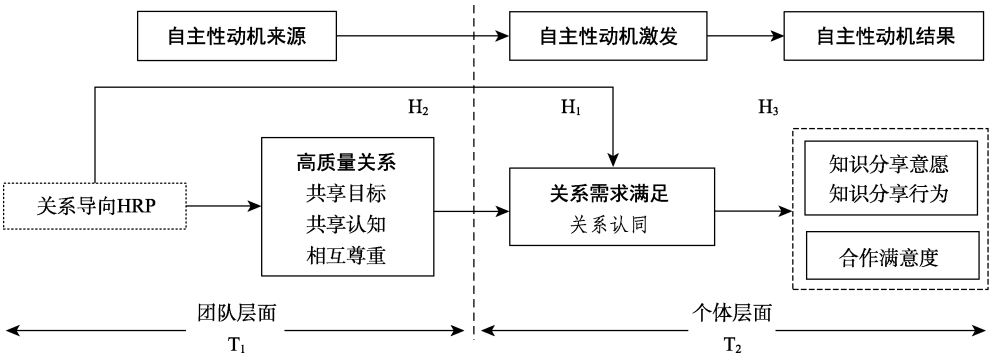 自主性动机来源
自主性动机激发
自主性动机结果
H₂
H₁
H₃
关系导向HRP
高质量关系
共享目标
共享认知
相互尊重
关系需求满足
关系认同
知识分享意愿
知识分享行为
合作满意度
团队层面
T₁
个体层面
T₂